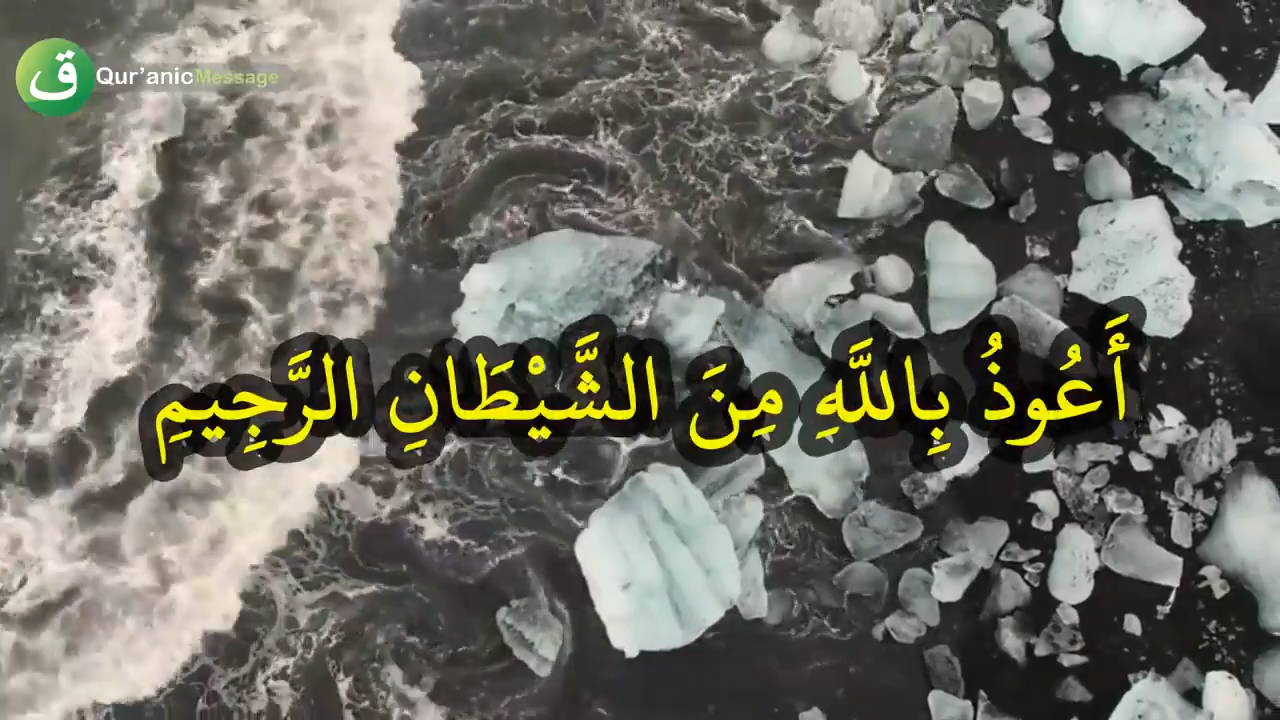 ق Qur'anicMessage
أَعُوذُ بِاللَّهِ مِنَ الشَّيْطَانِ الرَّجِيمِ